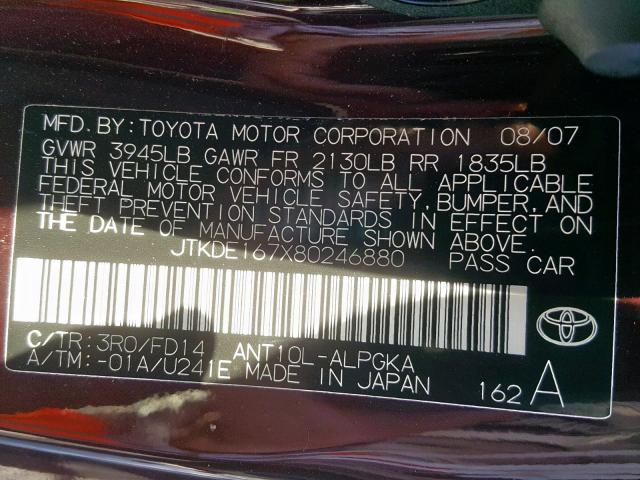 MFD. BY: TOYOTA MOTOR CORPORATION 08/07
GVWR 3945LB GAWR FR 2130LB RR 1835LB
THIS VEHICLE CONFORMS TO ALL APPLICABLE
FEDERAL MOTOR VEHICLE SAFETY, BUMPER, AND
THEFT PREVENTION STANDARDS IN EFFECT ON
THE DATE OF MANUFACTURE SHOWN ABOVE.
JTKDE167X80246880 PASS CAR
C/TR: 3R0/FD14 ANT10L-ALPGKA
A/TM: -01A/U241E MADE IN JAPAN
162 A